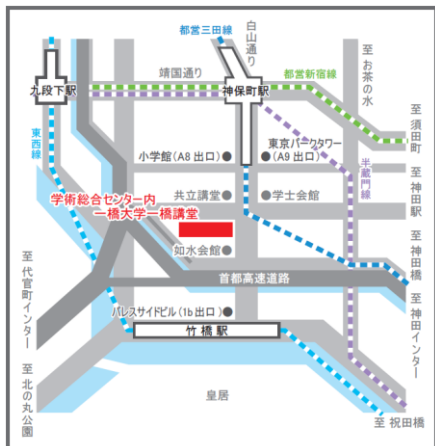 都営三田線
白山通り
靖国通り
都営新宿線
至お茶の水
九段下駅
神保町駅
東西線
小学館(A8 出口)
東京パークタワー
(A9 出口)
半蔵門線
至須田町
共立講堂
学士会館
至神田駅
学術総合センター内
一橋大学一橋講堂
如水会館
至神田橋
首都高速道路
至代官町インター
至神田インター
パレスサイドビル(1b 出口)
竹橋駅
至北の丸公園
皇居
至 祝田橋